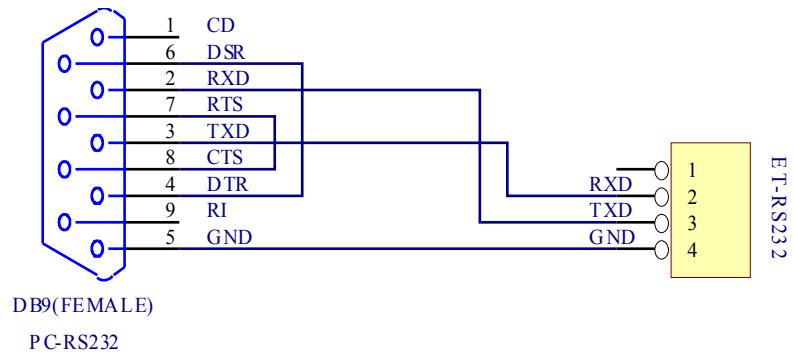 1 CD
6 DSR
2 RXD
7 RTS
3 TXD
8 CTS
4 DTR
9 RI
5 GND
DB9(FEMALE)
PC-RS232
1
RXD 2
TXD 3
GND 4
ET-RS232